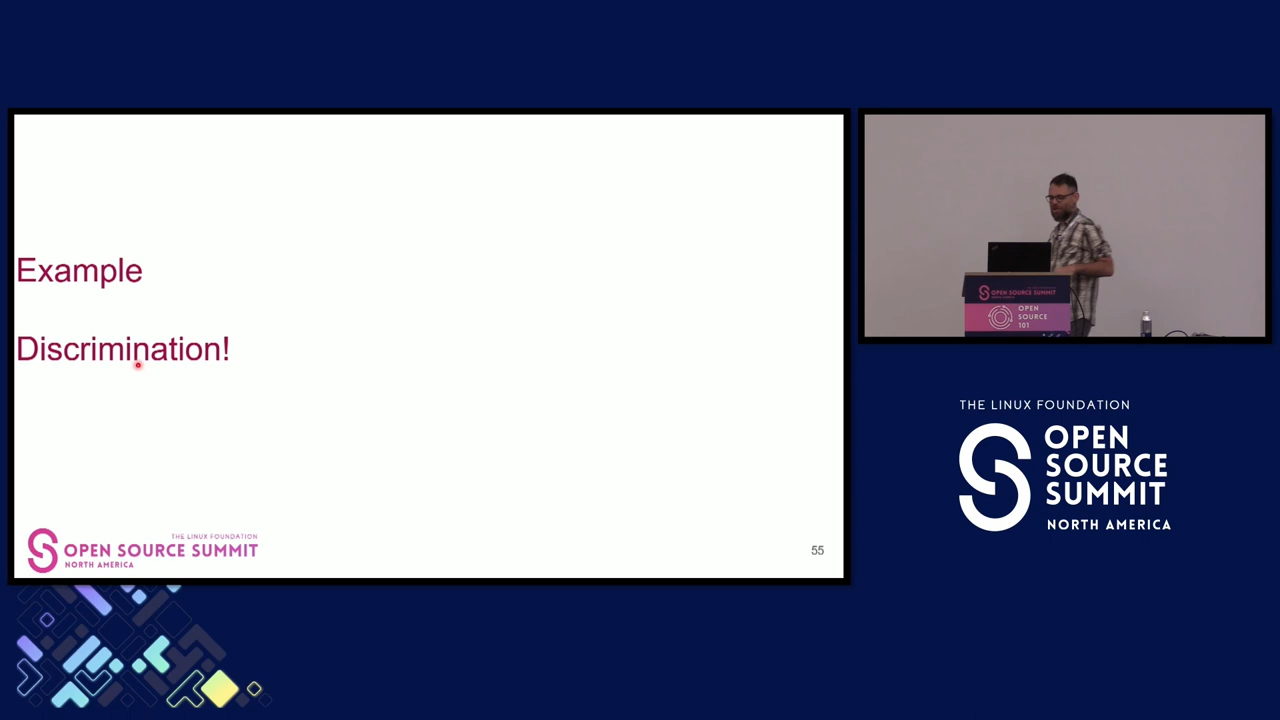 Example
Discrimination!
THE LINUX FOUNDATION
OPEN SOURCE SUMMIT
NORTH AMERICA
55
OPEN SOURCE SUMMIT
OPEN
SOURCE
101
THE LINUX FOUNDATION
OPEN
SOURCE
SUMMIT
NORTH AMERICA